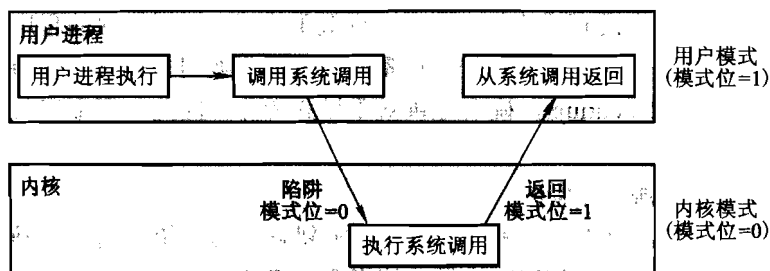 用户进程
用户进程执行
调用系统调用
从系统调用返回
用户模式
(模式位=1)
内核
陷阱
模式位=0
返回
模式位=1
执行系统调用
内核模式
(模式位=0)